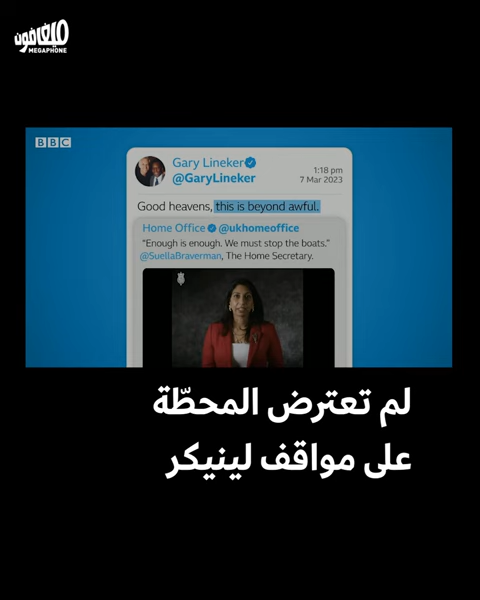 ميغافون
MEGAPHONE
BBC
Gary Lineker
@GaryLineker
1:18 pm
7 Mar 2023
Good heavens, this is beyond awful.
Home Office @ukhomeoffice
“Enough is enough. We must stop the boats.”
@SuellaBraverman, The Home Secretary.
لم تعترض المحطّة
على مواقف لينيكر